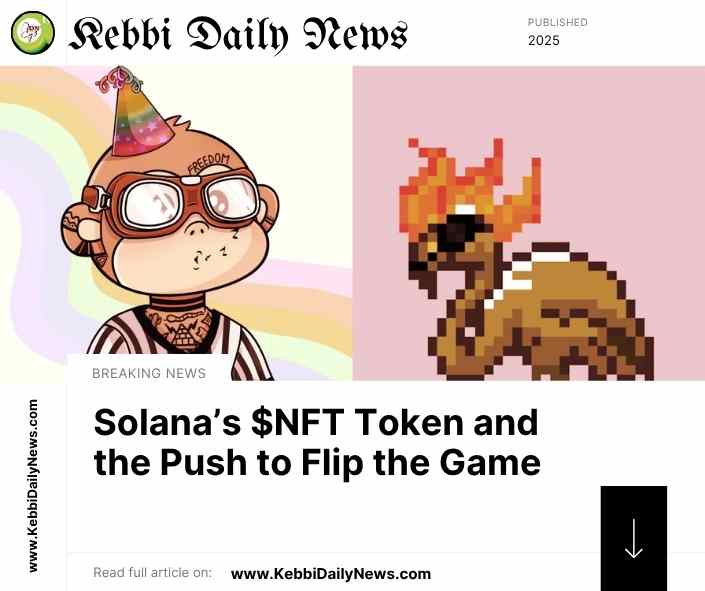 Kebbi Daily News
PUBLISHED
2025
FREEDOM
BREAKING NEWS
Solana’s $NFT Token and
the Push to Flip the Game
www.KebbiDailyNews.com
Read full article on: www.KebbiDailyNews.com